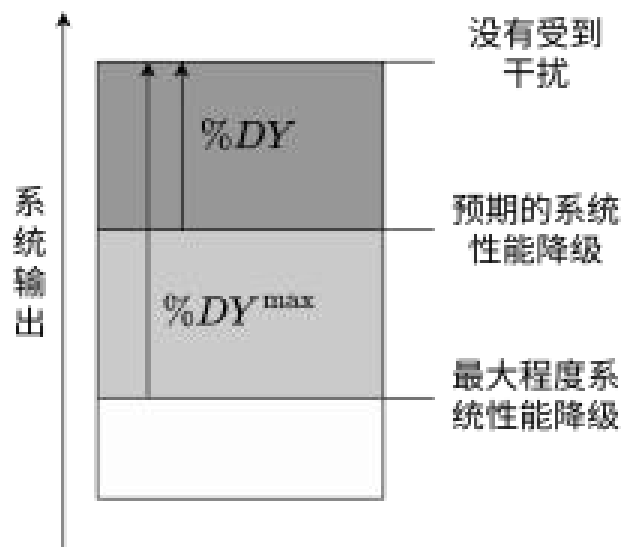 没有受到
干扰
%DY
系统输出
预期的系统
性能降级
%DY^max
最大程度系
统性能降级